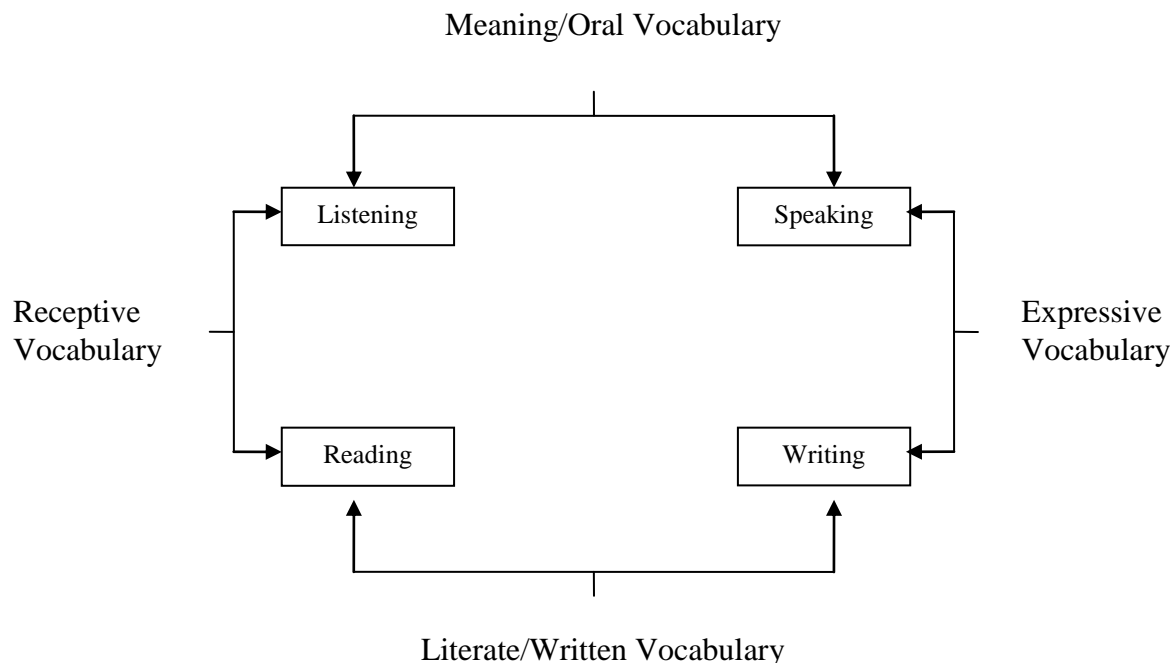 Meaning/Oral Vocabulary
Listening
Speaking
Receptive
Vocabulary
Expressive
Vocabulary
Reading
Writing
Literate/Written Vocabulary